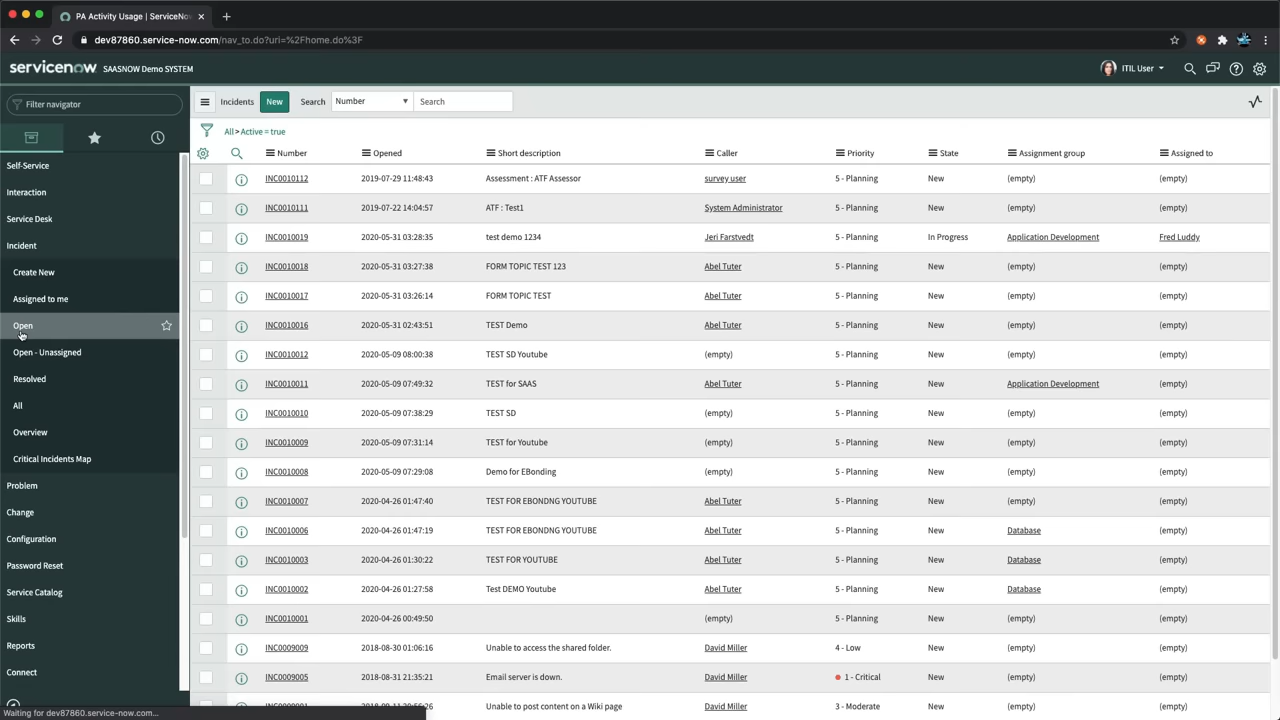 PA Activity Usage | ServiceNo
dev87860.service-now.com/nav_to.do?uri=%2Fhome.do%3F
servicenow SAASNOW Demo SYSTEM ITIL User
Filter navigator
Self-Service
Interaction
Service Desk
Incident
Create New
Assigned to me
Open
Open - Unassigned
Resolved
All
Overview
Critical Incidents Map
Problem
Change
Configuration
Password Reset
Service Catalog
Skills
Reports
Connect
Waiting for dev87860.service-now.com...
Incidents New Search Number Search
All > Active = true
Number Opened Short description Caller Priority State Assignment group Assigned to
INC0010112 2019-07-29 11:48:43 Assessment : ATF Assessor survey user 5 - Planning New (empty) (empty)
INC0010111 2019-07-22 14:04:57 ATF : Test1 System Administrator 5 - Planning New (empty) (empty)
INC0010019 2020-05-31 03:28:35 test demo 1234 Jeri Farstvedt 5 - Planning In Progress Application Development Fred Luddy
INC0010018 2020-05-31 03:27:38 FORM TOPIC TEST 123 Abel Tuter 5 - Planning New (empty) (empty)
INC0010017 2020-05-31 03:26:14 FORM TOPIC TEST Abel Tuter 5 - Planning New (empty) (empty)
INC0010016 2020-05-31 02:43:51 TEST Demo Abel Tuter 5 - Planning New (empty) (empty)
INC0010012 2020-05-09 08:00:38 TEST SD Youtube (empty) 5 - Planning New (empty) (empty)
INC0010011 2020-05-09 07:49:32 TEST for SAAS Abel Tuter 5 - Planning New Application Development (empty)
INC0010010 2020-05-09 07:38:29 TEST SD (empty) 5 - Planning New (empty) (empty)
INC0010009 2020-05-09 07:31:14 TEST for Youtube (empty) 5 - Planning New (empty) (empty)
INC0010008 2020-05-09 07:29:08 Demo for EBonding (empty) 5 - Planning New (empty) (empty)
INC0010007 2020-04-26 01:47:40 TEST FOR EBONDNG YOUTUBE Abel Tuter 5 - Planning New (empty) (empty)
INC0010006 2020-04-26 01:47:19 TEST FOR EBONDNG YOUTUBE Abel Tuter 5 - Planning New Database (empty)
INC0010003 2020-04-26 01:30:22 TEST FOR YOUTUBE Abel Tuter 5 - Planning New Database (empty)
INC0010002 2020-04-26 01:27:58 Test DEMO Youtube Abel Tuter 5 - Planning New Database (empty)
INC0010001 2020-04-26 00:49:50 (empty) 5 - Planning New (empty) (empty)
INC0009009 2018-08-30 01:06:16 Unable to access the shared folder. David Miller 4 - Low New (empty) (empty)
INC0009005 2018-08-31 21:35:21 Email server is down. David Miller 1 - Critical New (empty) (empty)
Unable to post content on a Wiki page David Miller 3 - Moderate New (empty) (empty)